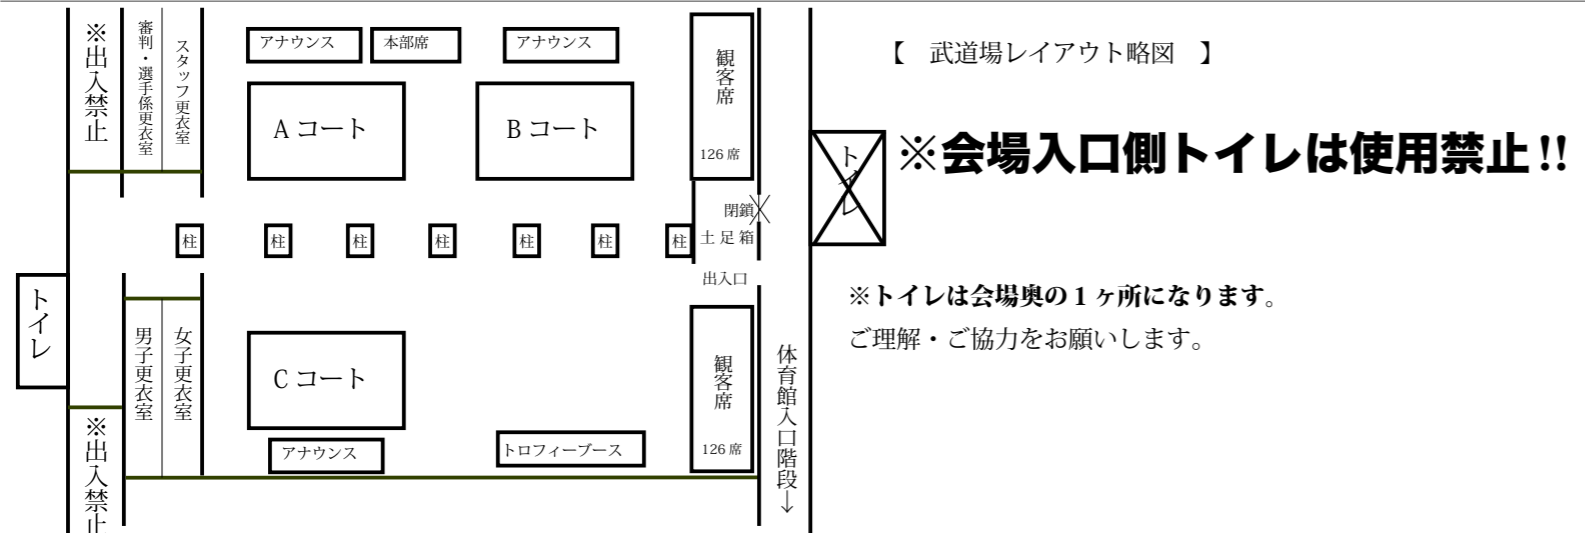 ※出入禁止
審判・選手係更衣室
スタッフ更衣室
アナウンス
本部席
アナウンス
Aコート
Bコート
観客席
126席
【　武道場レイアウト略図　】
トイレ
※会場入口側トイレは使用禁止!!
閉鎖
土足箱
出入口
柱
柱
柱
柱
柱
柱
柱
トイレ
※トイレは会場奥の1ヶ所になります。
ご理解・ご協力をお願いします。
男子更衣室
女子更衣室
Cコート
アナウンス
トロフィーブース
観客席
126席
体育館入口階段↓
※出入禁止